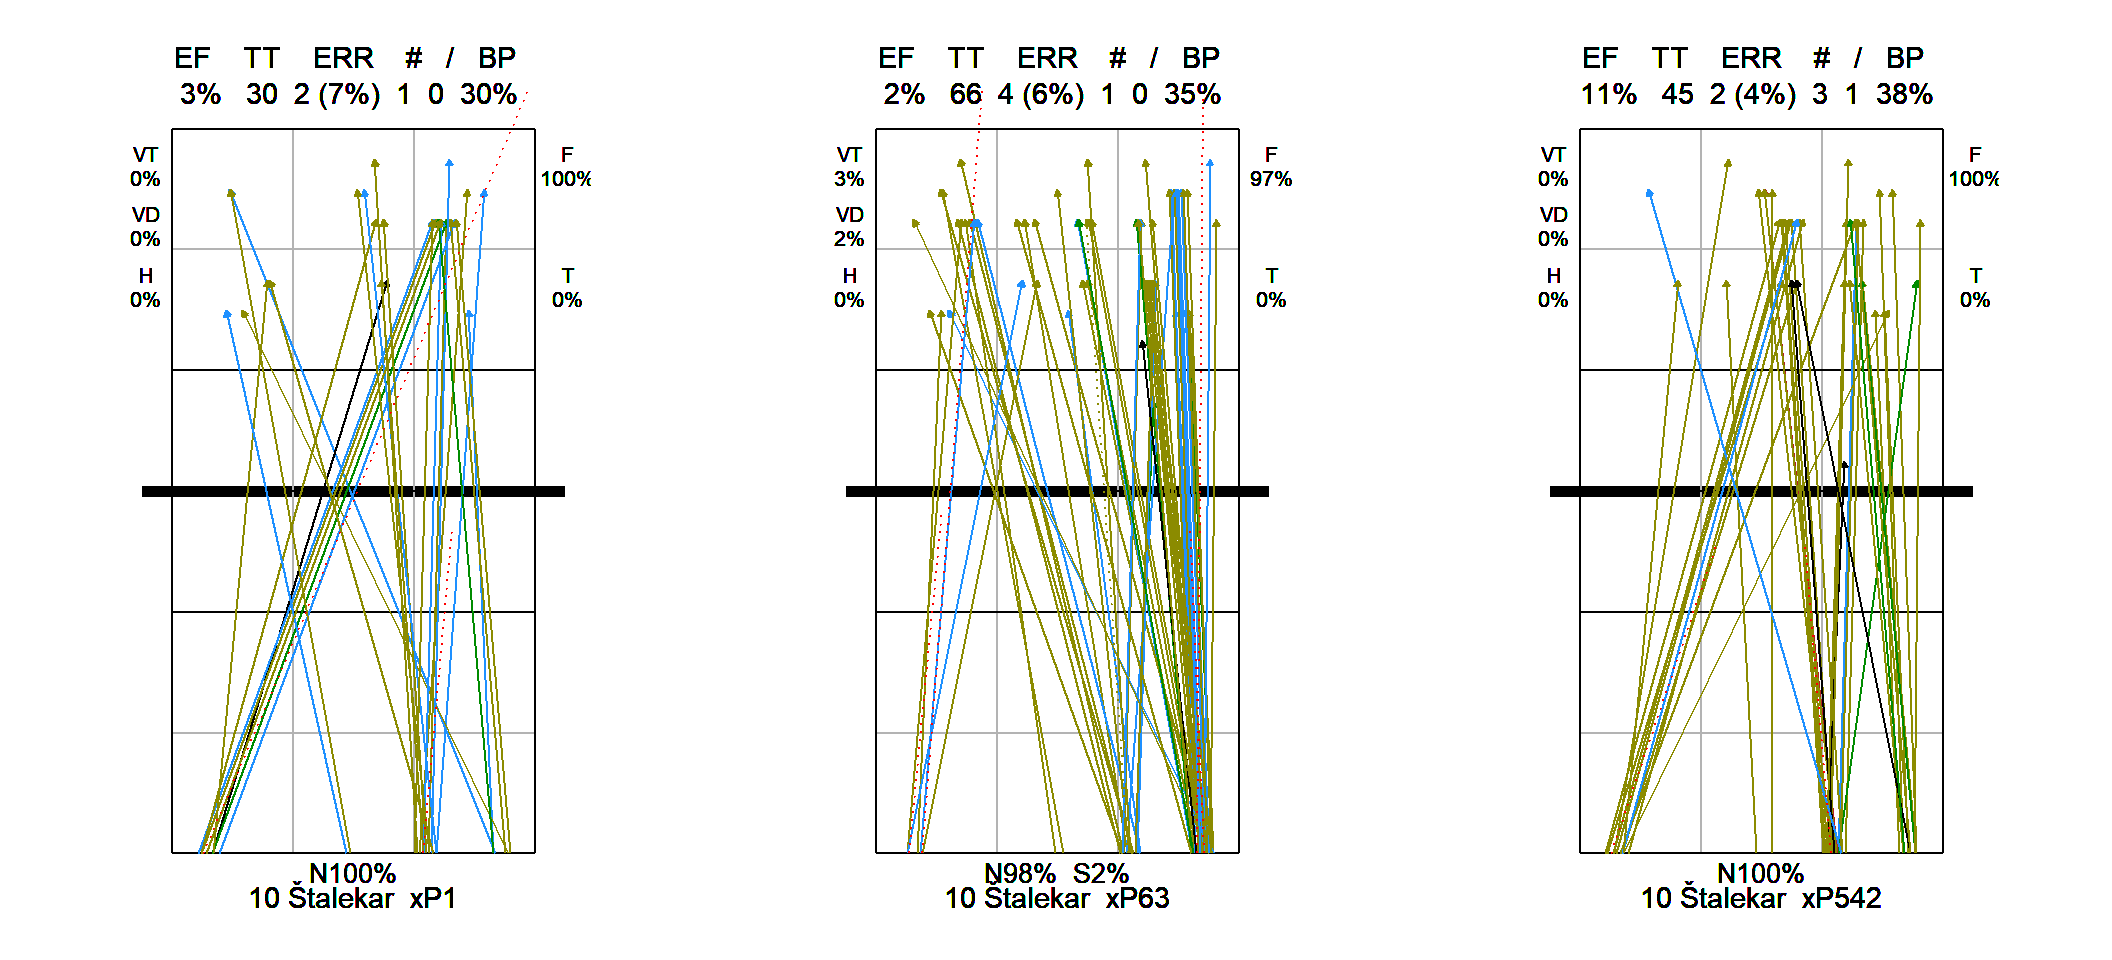 EF TT ERR # / BP
3% 30 2 (7%) 1 0 30%
VT
0%
VD
0%
H
0%
F
100%
T
0%
N100%
10 Štalekar xP1
EF TT ERR # / BP
2% 66 4 (6%) 1 0 35%
VT
3%
VD
2%
H
0%
F
97%
T
0%
N98% S2%
10 Štalekar xP63
EF TT ERR # / BP
11% 45 2 (4%) 3 1 38%
VT
0%
VD
0%
H
0%
F
100%
T
0%
N100%
10 Štalekar xP542